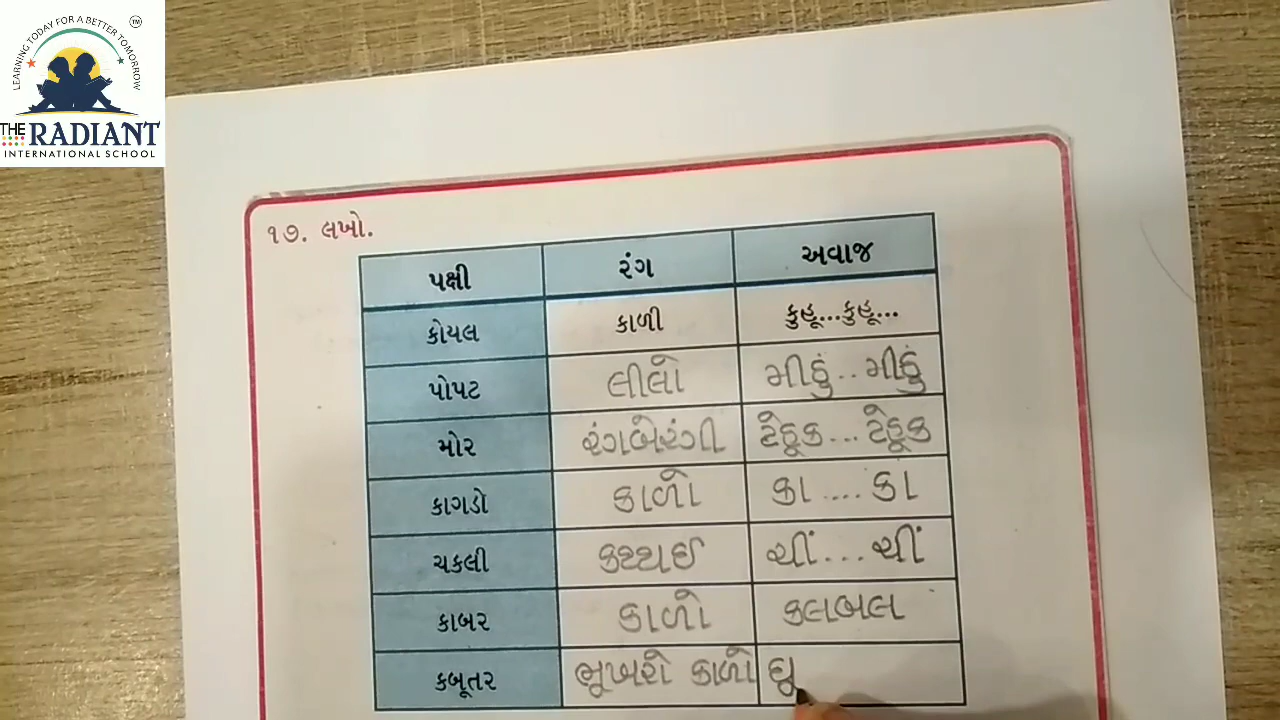 LEARNING TODAY FOR A BETTER TOMORROW
TM
THE RADIANT
INTERNATIONAL SCHOOL
૧૭. લખો.
પક્ષી રંગ અવાજ
કોયલ કાળી કુહૂ...કુહૂ...
પોપટ લીલો મીઠું.. મીઠું
મોર રંગબેરંગી ટેહૂક... ટેહૂક
કાગડો કાળો કા .... કા
ચકલી કથ્થઈ ચીં... ચીં
કાબર કાળો કલબલ
કબૂતર ભૂખરો કાળો ઘૂ